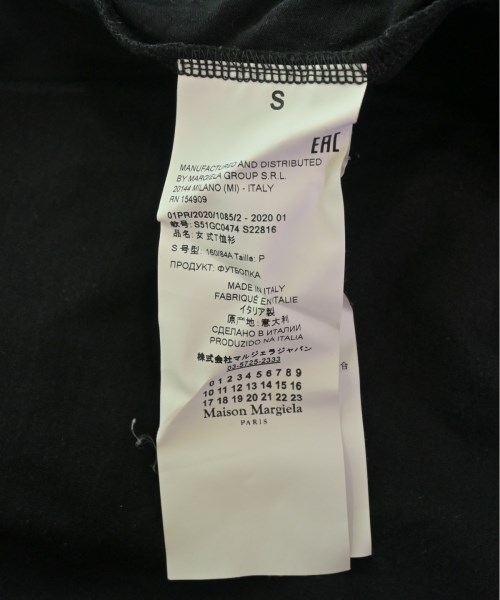 S
EAC
MANUFACTURED AND DISTRIBUTED
BY MARGIELA GROUP S.R.L.
20144 MILANO (MI) - ITALY
RN 154909
01PR/2020/1085/2 - 2020 01
款号: S51GC0474 S22816
品名: 女式T恤衫
S 号型: 160/84A Taille: P
ПРОДУКТ: ФУТБОЛКА
MADE IN ITALY
FABRIQUÉ EN ITALIE
イタリア製
原产地: 意大利
СДЕЛАНО В ИТАЛИИ
PRODUZIDO NA ITALIA
株式会社マルジェラジャパン
03-5725-2333
0 1 2 3 4 5 6 7 8 9
10 11 12 13 14 15 16
17 18 19 20 21 22 23
Maison Margiela
PARIS
合